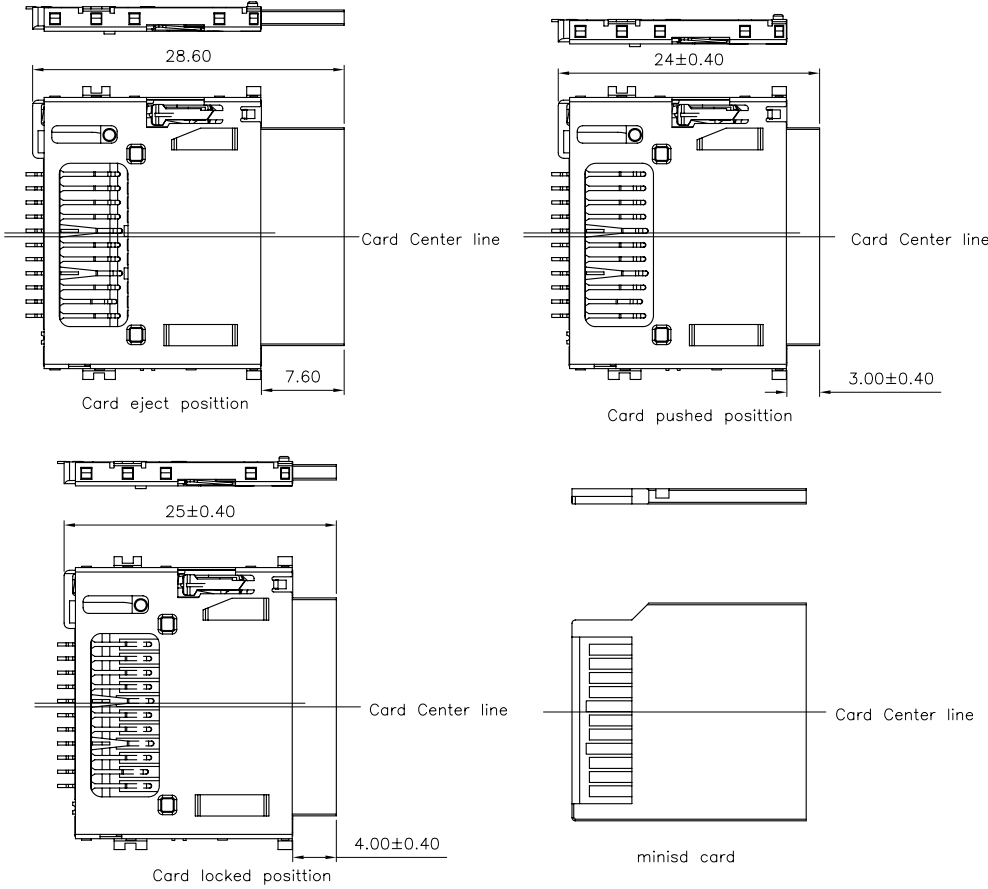 28.60
24±0.40
Card Center line
Card Center line
7.60
3.00±0.40
Card eject posittion
Card pushed posittion
25±0.40
Card Center line
Card Center line
4.00±0.40
minisd card
Card locked posittion